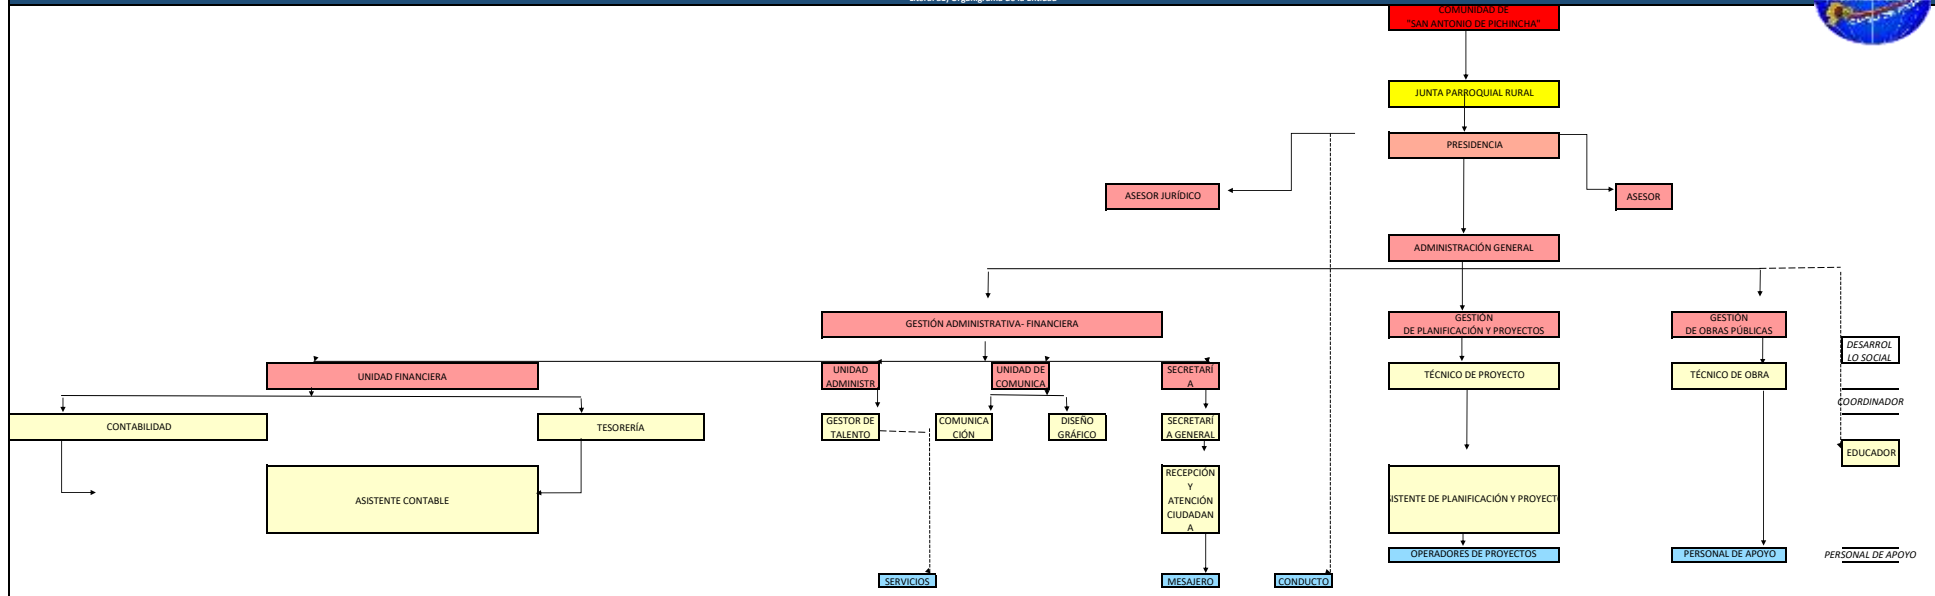 COMUNIDAD DE
"SAN ANTONIO DE PICHINCHA"
JUNTA PARROQUIAL RURAL
PRESIDENCIA
ASESOR JURÍDICO
ASESOR
ADMINISTRACIÓN GENERAL
GESTIÓN ADMINISTRATIVA- FINANCIERA
GESTIÓN
DE PLANIFICACIÓN Y PROYECTOS
GESTIÓN
DE OBRAS PÚBLICAS
DESARROL
LO SOCIAL
UNIDAD FINANCIERA
UNIDAD
ADMINISTR
UNIDAD DE
COMUNICA
SECRETARÍ
A
TÉCNICO DE PROYECTO
TÉCNICO DE OBRA
COORDINADOR
CONTABILIDAD
TESORERÍA
GESTOR DE
TALENTO
COMUNICA
CIÓN
DISEÑO
GRÁFICO
SECRETARÍ
A GENERAL
EDUCADOR
ASISTENTE CONTABLE
RECEPCIÓN
Y
ATENCIÓN
CIUDADAN
A
ISTENTE DE PLANIFICACIÓN Y PROYECT
OPERADORES DE PROYECTOS
PERSONAL DE APOYO
PERSONAL DE APOYO
SERVICIOS
MESAJERO
CONDUCTO